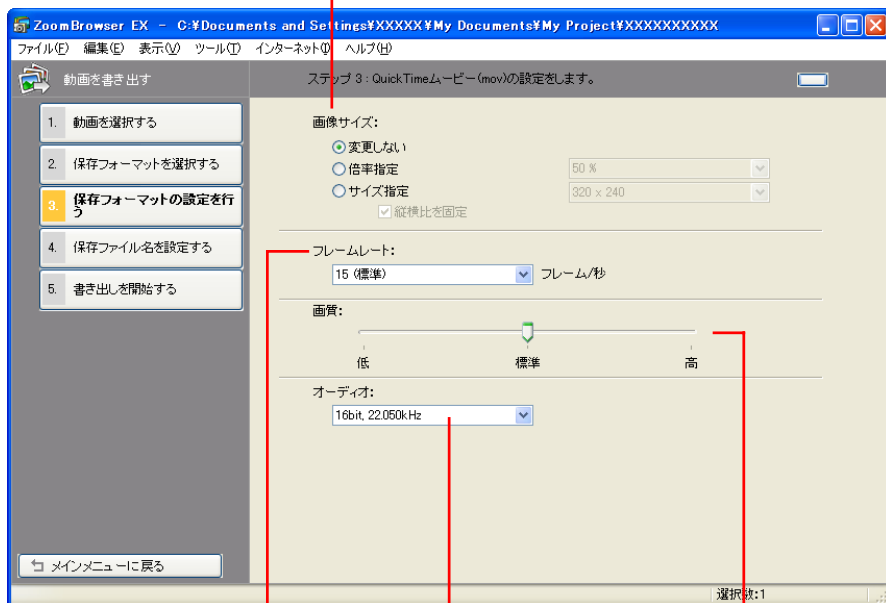 ZoomBrowser EX - C:¥Documents and Settings¥XXXXX¥My Documents¥My Project¥XXXXXXXXXX
ファイル(F) 編集(E) 表示(V) ツール(T) インターネット(I) ヘルプ(H)
動画を書き出す
ステップ 3 : QuickTimeムービー(mov)の設定をします。
1. 動画を選択する
2. 保存フォーマットを選択する
3. 保存フォーマットの設定を行
う
4. 保存ファイル名を設定する
5. 書き出しを開始する
画像サイズ:
変更しない
倍率指定 50 %
サイズ指定 320 x 240
縦横比を固定
フレームレート:
15 (標準) フレーム/秒
画質:
低 標準 高
オーディオ:
16bit, 22.050kHz
メインメニューに戻る
選択数:1